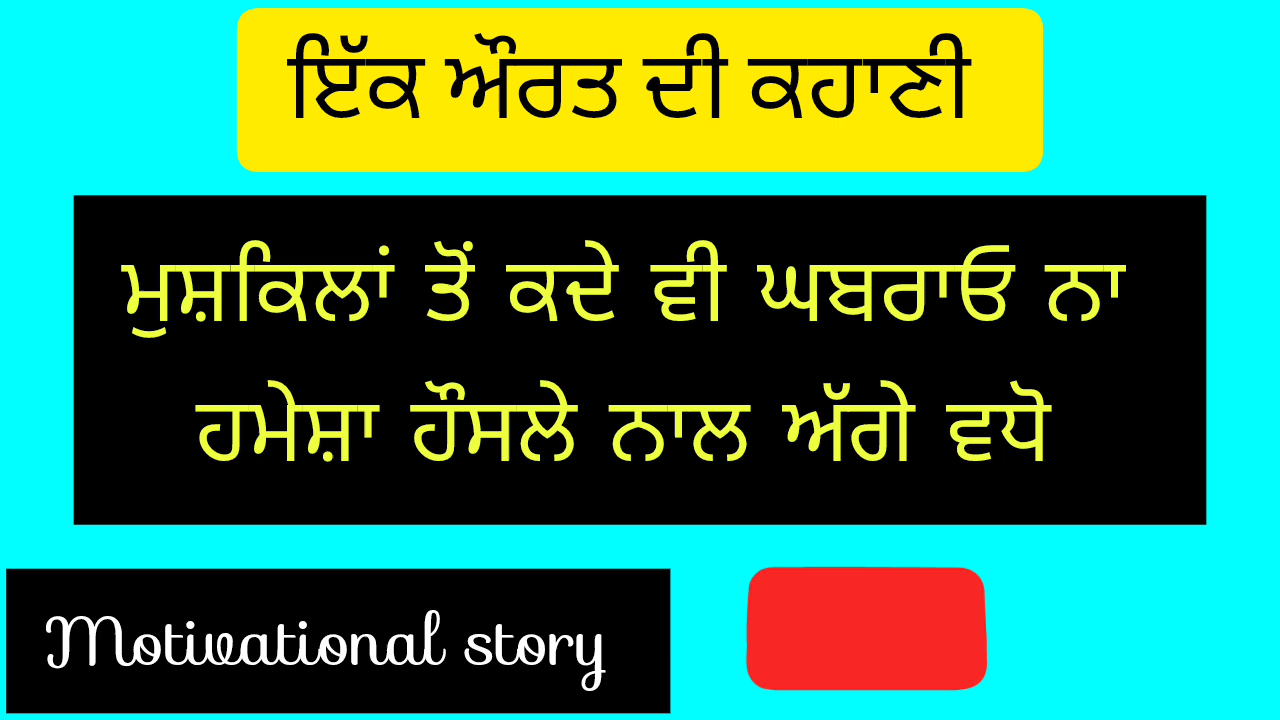 ਇੱਕ ਔਰਤ ਦੀ ਕਹਾਣੀ
ਮੁਸ਼ਕਿਲਾਂ ਤੋਂ ਕਦੇ ਵੀ ਘਬਰਾਓ ਨਾ
ਹਮੇਸ਼ਾ ਹੌਸਲੇ ਨਾਲ ਅੱਗੇ ਵਧੋ
Motivational story